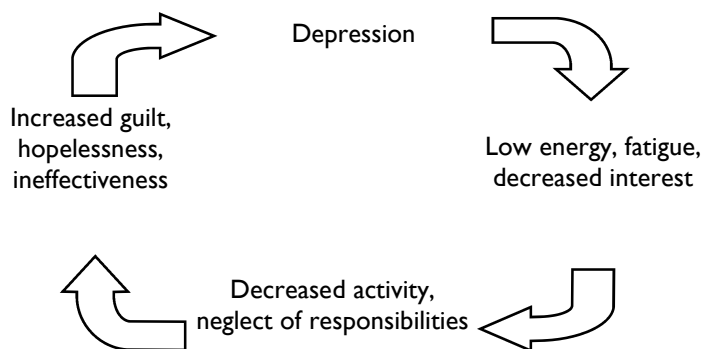 Depression
Low energy, fatigue,
decreased interest
Decreased activity,
neglect of responsibilities
Increased guilt,
hopelessness,
ineffectiveness